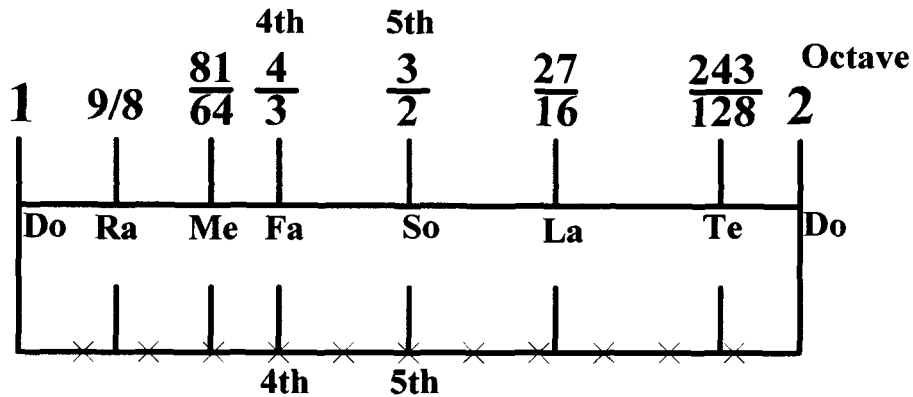 4th 5th
81 4 3 27 243 Octave
1 9/8 64 3 2 16 128 2
Do Ra Me Fa So La Te Do
4th 5th